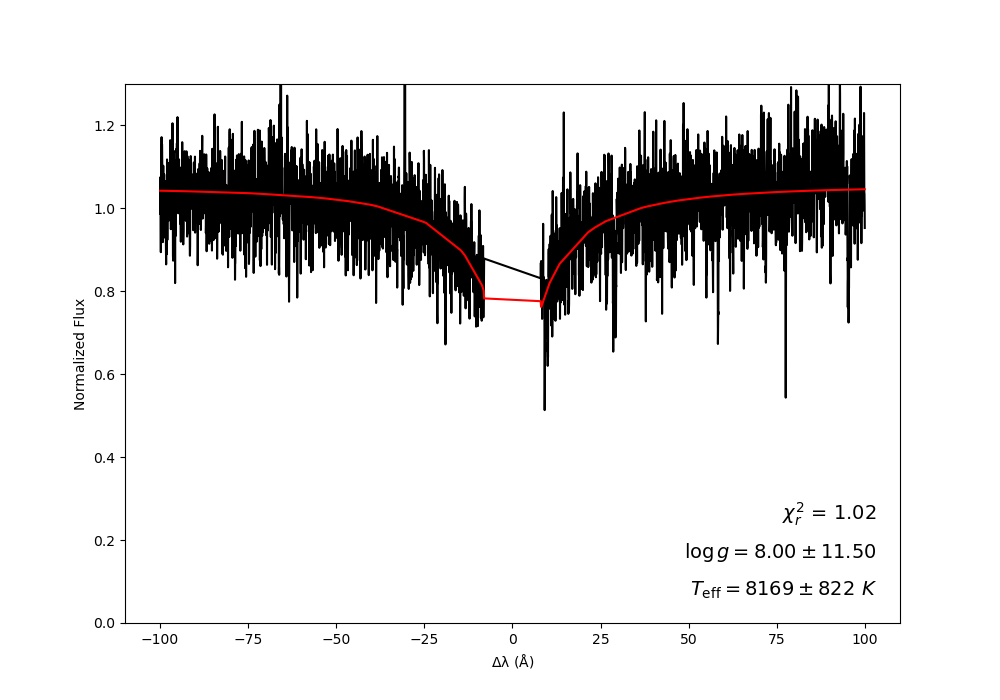 1.2
1.0
0.8
0.6
0.4
0.2
0.0
Normalized Flux
χ²ᵣ = 1.02
log g = 8.00 ± 11.50
T_eff = 8169 ± 822 K
−100 −75 −50 −25 0 25 50 75 100
Δλ (Å)